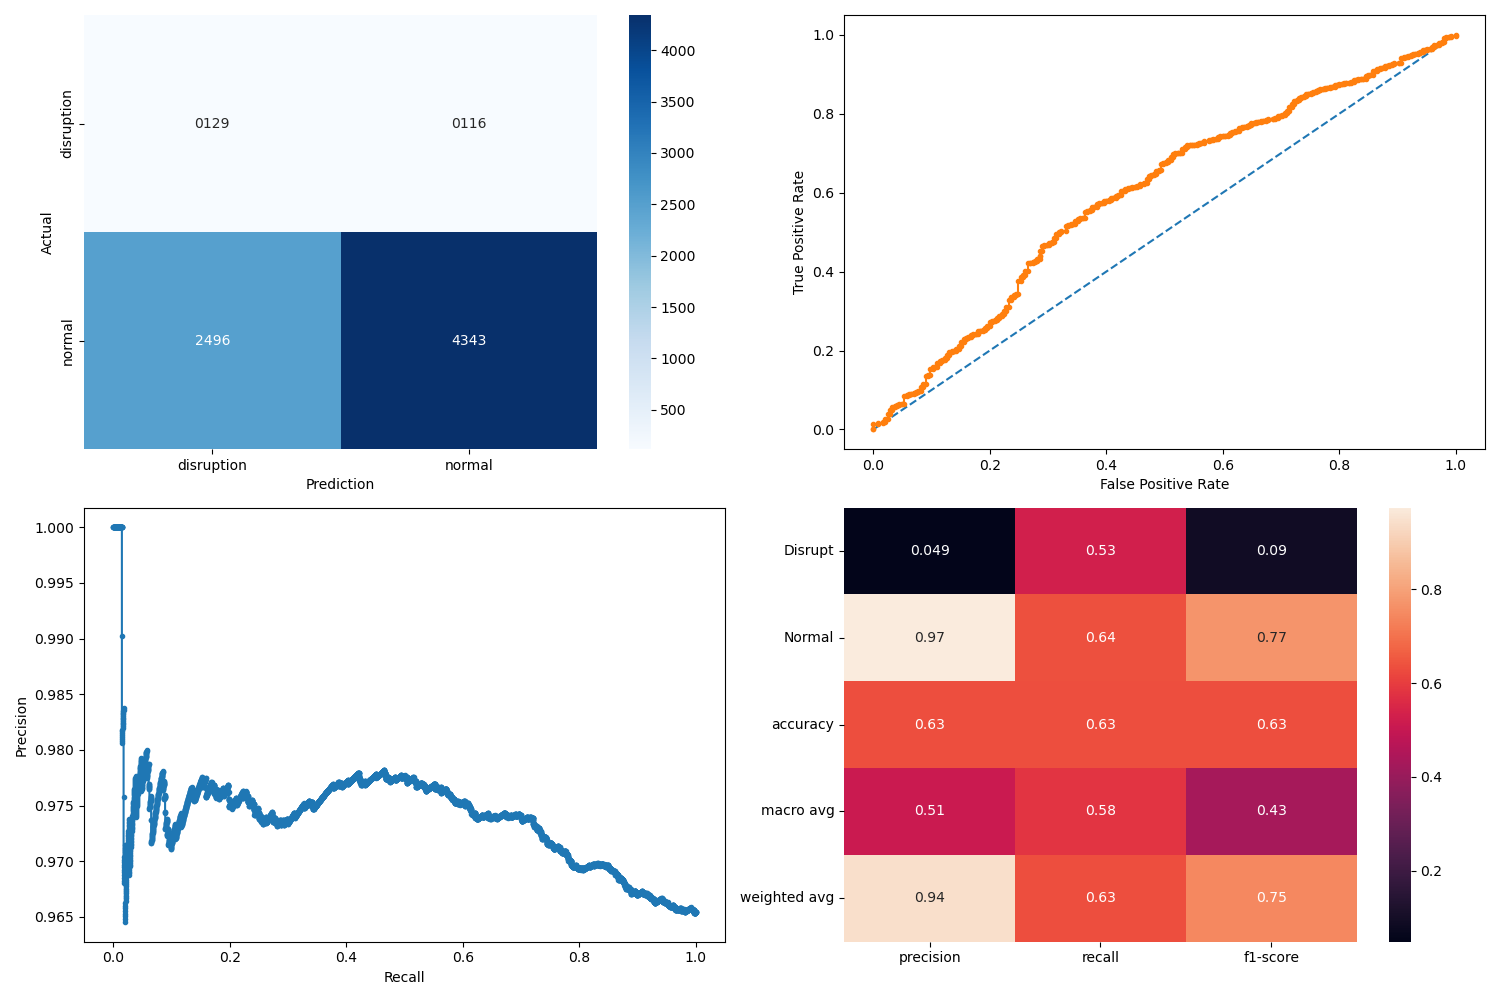 disruption
normal
Actual
0129 0116
2496 4343
disruption normal
Prediction
4000
3500
3000
2500
2000
1500
1000
500
True Positive Rate
1.0
0.8
0.6
0.4
0.2
0.0
0.0 0.2 0.4 0.6 0.8 1.0
False Positive Rate
Precision
1.000
0.995
0.990
0.985
0.980
0.975
0.970
0.965
0.0 0.2 0.4 0.6 0.8 1.0
Recall
Disrupt 0.049 0.53 0.09
Normal 0.97 0.64 0.77
accuracy 0.63 0.63 0.63
macro avg 0.51 0.58 0.43
weighted avg 0.94 0.63 0.75
precision recall f1-score
0.8
0.6
0.4
0.2